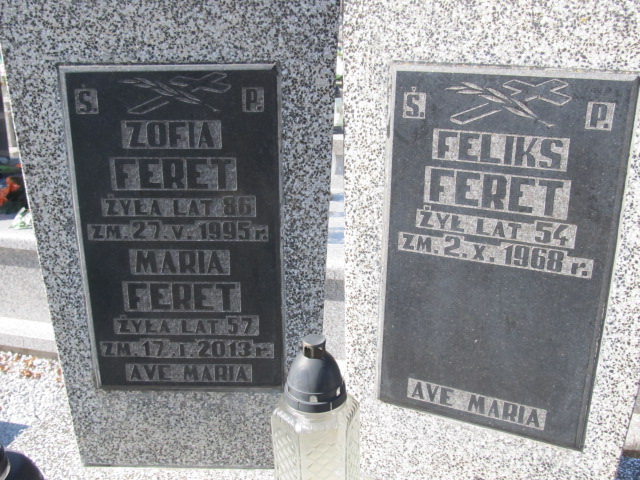 Ś. P.
ZOFIA
FERET
ŻYŁA LAT 86
ZM. 27. V. 1995 r.
MARIA
FERET
ŻYŁA LAT 57
ZM. 17. I. 2013 r.
AVE MARIA
Ś. P.
FELIKS
FERET
ŻYŁ LAT 54
ZM. 2. X. 1968 r.
AVE MARIA